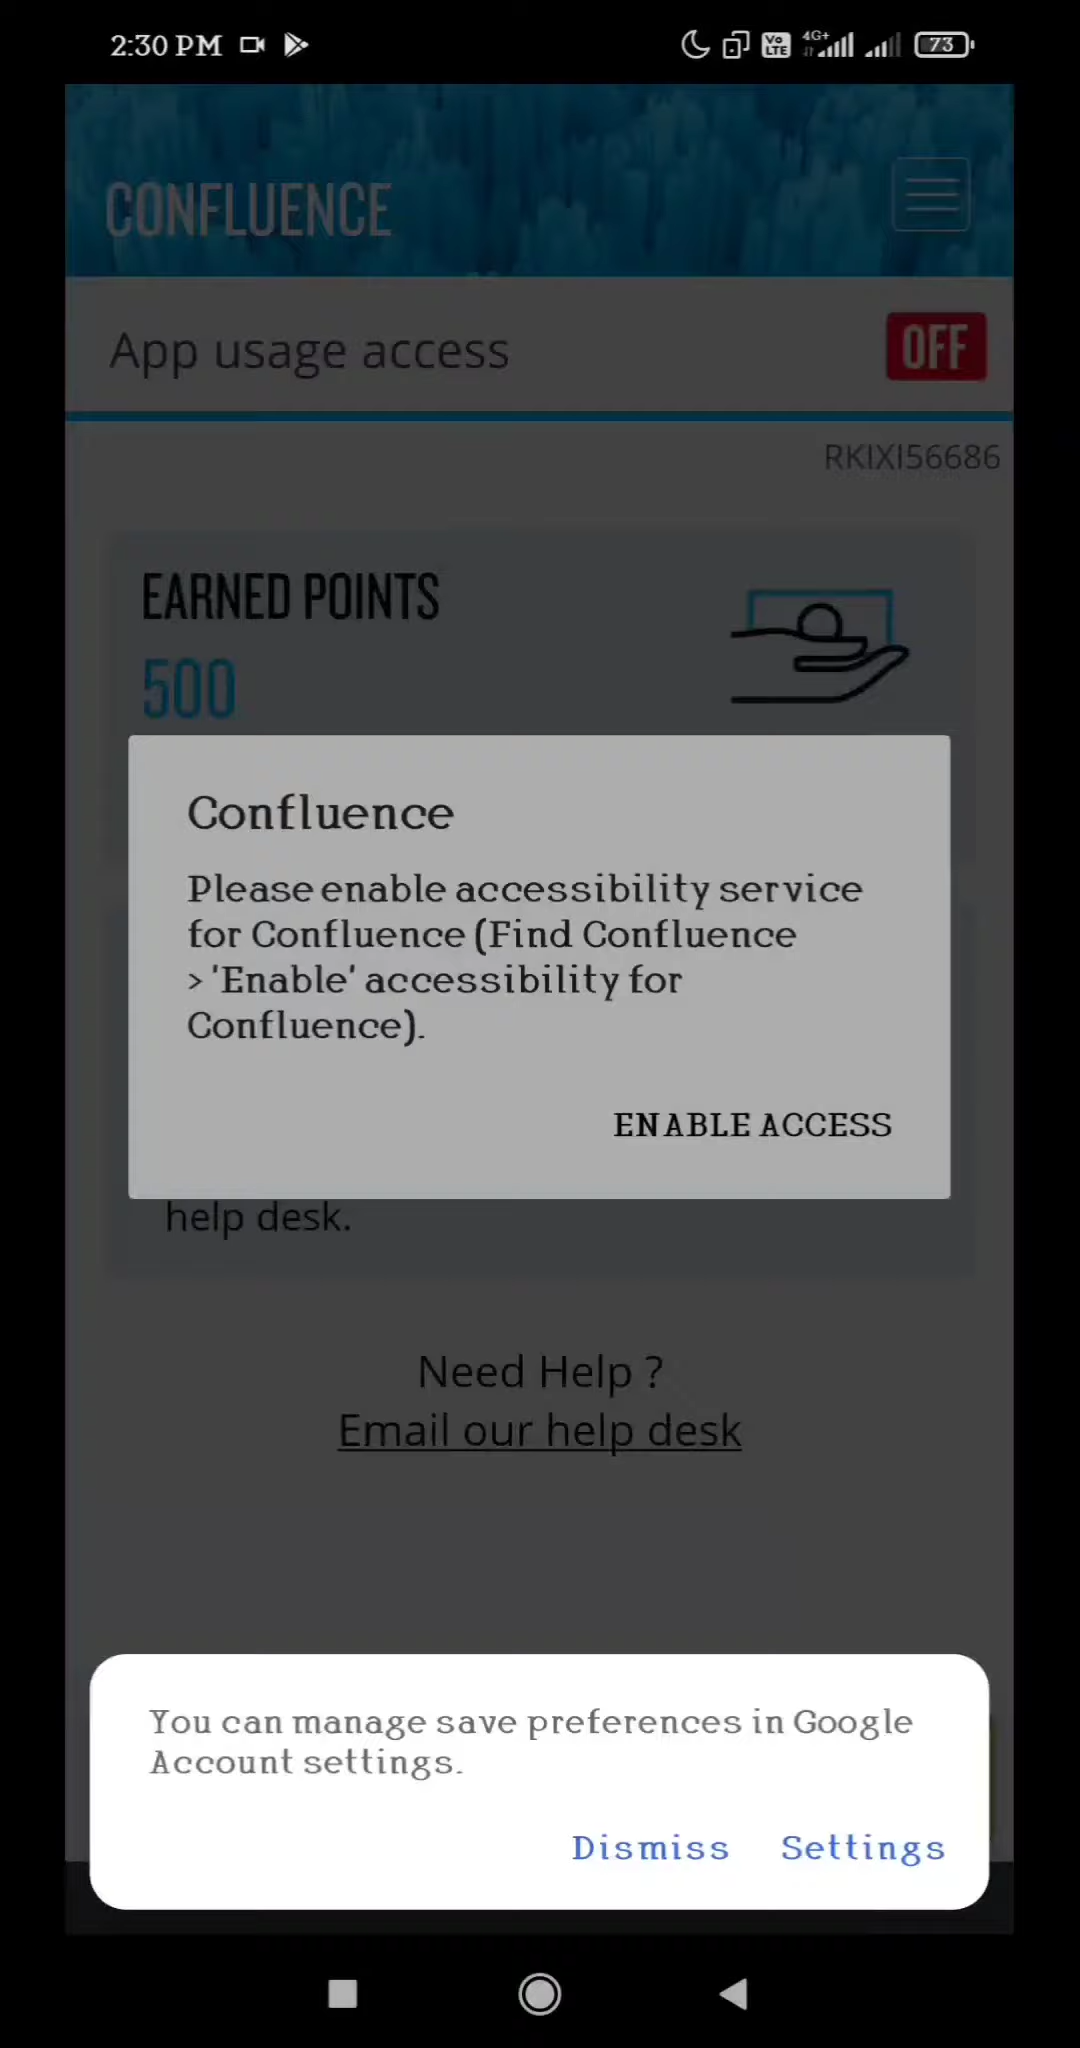 2:30 PM
Vo LTE 4G+ 73
CONFLUENCE
App usage access OFF
RKIXI56686
EARNED POINTS
500
Confluence
Please enable accessibility service
for Confluence (Find Confluence
> 'Enable' accessibility for
Confluence).
ENABLE ACCESS
help desk.
Need Help ?
Email our help desk
You can manage save preferences in Google
Account settings.
Dismiss Settings